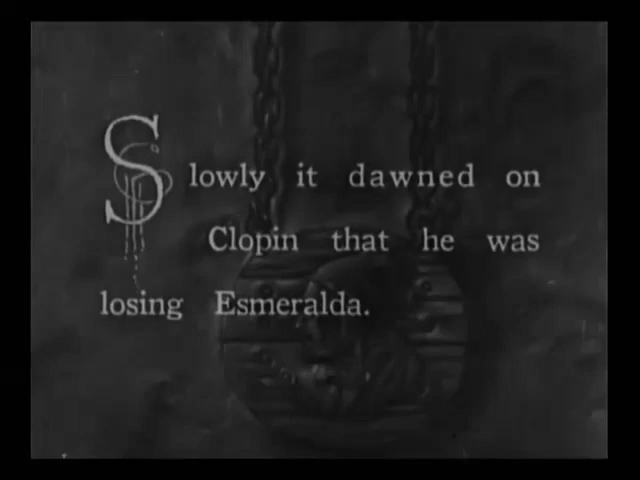 Slowly it dawned on
Clopin that he was
losing Esmeralda.